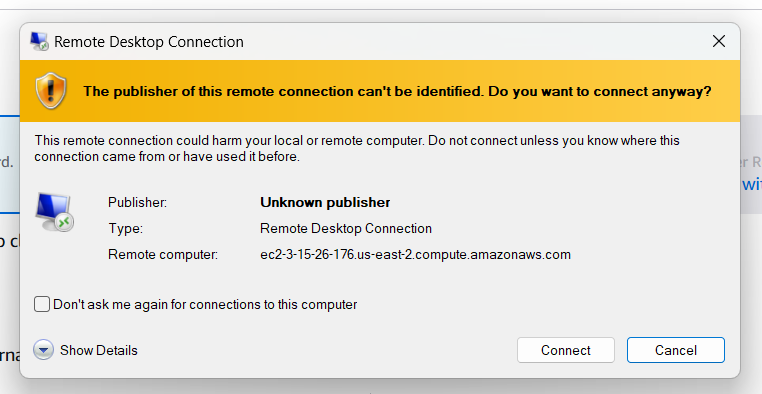 Remote Desktop Connection
The publisher of this remote connection can't be identified. Do you want to connect anyway?
This remote connection could harm your local or remote computer. Do not connect unless you know where this
connection came from or have used it before.
Publisher: Unknown publisher
Type: Remote Desktop Connection
Remote computer: ec2-3-15-26-176.us-east-2.compute.amazonaws.com
Don't ask me again for connections to this computer
Show Details
Connect
Cancel